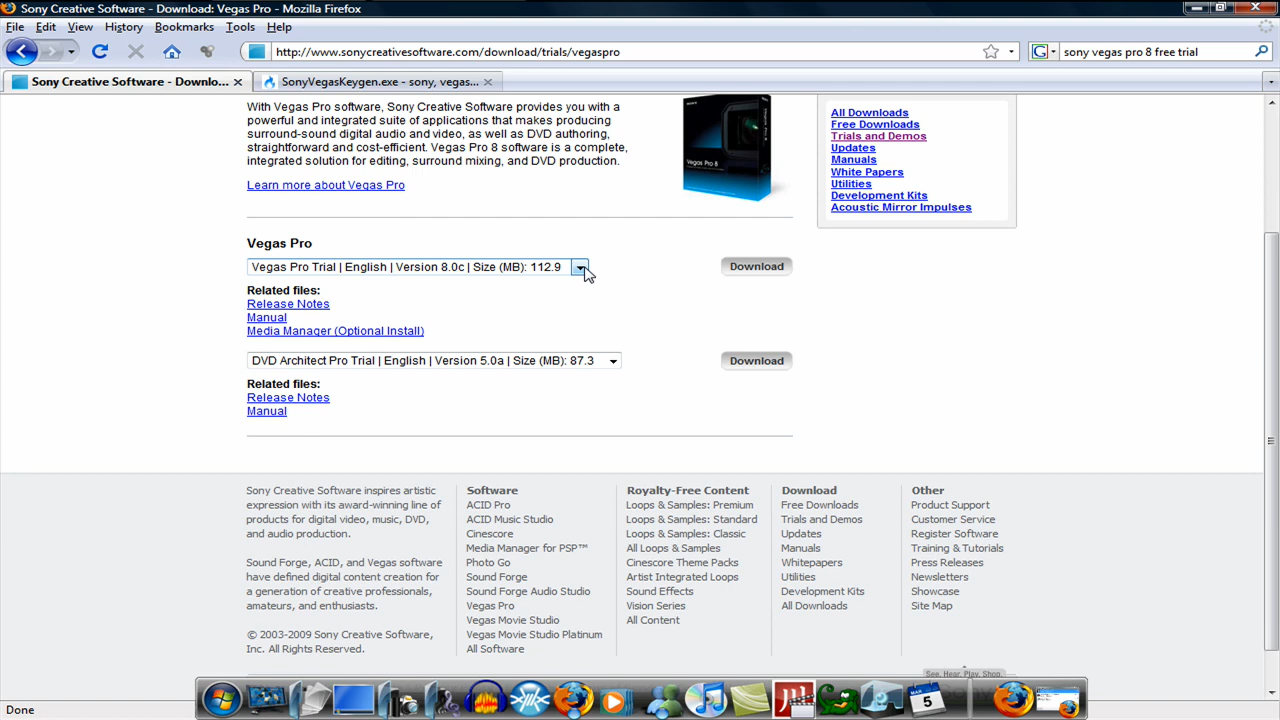 Sony Creative Software - Download: Vegas Pro - Mozilla Firefox
File Edit View History Bookmarks Tools Help
http://www.sonycreativesoftware.com/download/trials/vegaspro
G
sony vegas pro 8 free trial
Sony Creative Software - Downlo...
SonyVegasKeygen.exe - sony, vegas...
With Vegas Pro software, Sony Creative Software provides you with a
powerful and integrated suite of applications that makes producing
surround-sound digital audio and video, as well as DVD authoring,
straightforward and cost-efficient. Vegas Pro 8 software is a complete,
integrated solution for editing, surround mixing, and DVD production.
Learn more about Vegas Pro
Vegas Pro 8
All Downloads
Free Downloads
Trials and Demos
Updates
Manuals
White Papers
Utilities
Development Kits
Acoustic Mirror Impulses
Vegas Pro
Vegas Pro Trial | English | Version 8.0c | Size (MB): 112.9
Download
Related files:
Release Notes
Manual
Media Manager (Optional Install)
DVD Architect Pro Trial | English | Version 5.0a | Size (MB): 87.3
Download
Related files:
Release Notes
Manual
Sony Creative Software inspires artistic
expression with its award-winning line of
products for digital video, music, DVD,
and audio production.
Sound Forge, ACID, and Vegas software
have defined digital content creation for
a generation of creative professionals,
amateurs, and enthusiasts.
© 2003-2009 Sony Creative Software,
Inc. All Rights Reserved.
Software
ACID Pro
ACID Music Studio
Cinescore
Media Manager for PSP™
Photo Go
Sound Forge
Sound Forge Audio Studio
Vegas Pro
Vegas Movie Studio
Vegas Movie Studio Platinum
All Software
Royalty-Free Content
Loops & Samples: Premium
Loops & Samples: Standard
Loops & Samples: Classic
All Loops & Samples
Cinescore Theme Packs
Artist Integrated Loops
Sound Effects
Vision Series
All Content
Download
Free Downloads
Trials and Demos
Updates
Manuals
Whitepapers
Utilities
Development Kits
All Downloads
Other
Product Support
Customer Service
Register Software
Training & Tutorials
Press Releases
Newsletters
Showcase
Site Map
See. Hear. Play. Shop.
MAR
5
Done